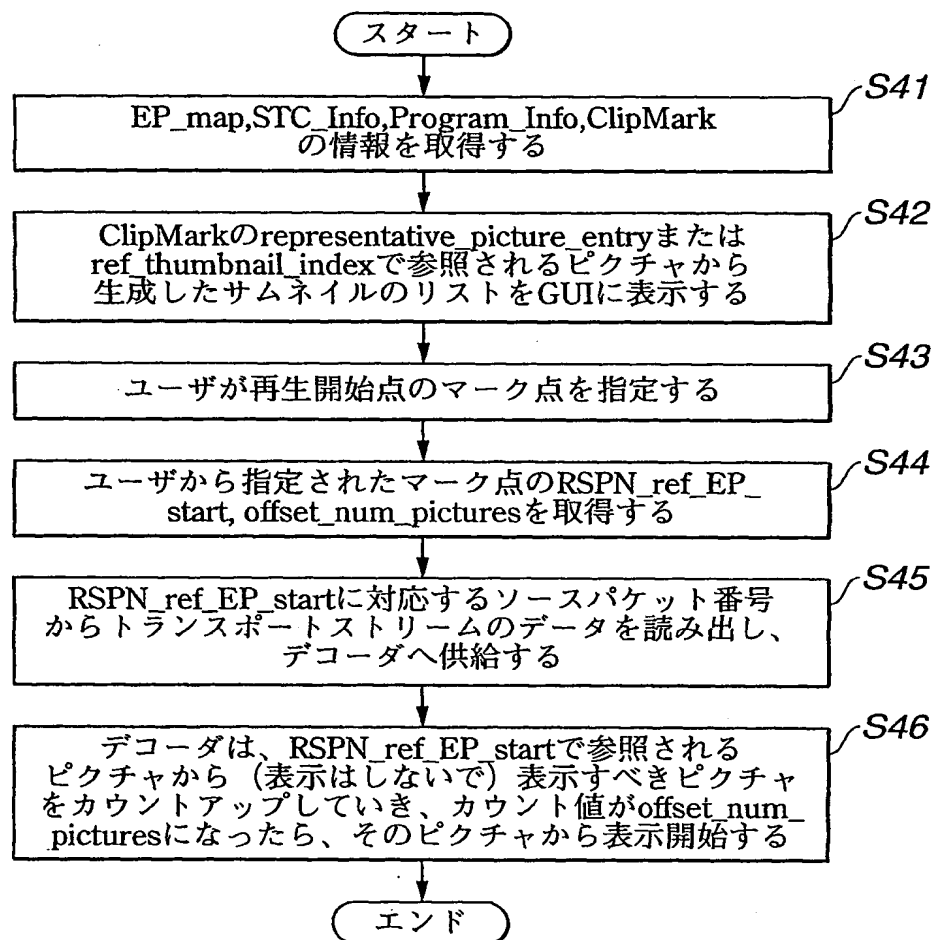 スタート
S41
EP_map,STC_Info,Program_Info,ClipMark
の情報を取得する
S42
ClipMarkのrepresentative_picture_entryまたは
ref_thumbnail_indexで参照されるピクチャから
生成したサムネイルのリストをGUIに表示する
S43
ユーザが再生開始点のマーク点を指定する
S44
ユーザから指定されたマーク点のRSPN_ref_EP_
start, offset_num_picturesを取得する
S45
RSPN_ref_EP_startに対応するソースパケット番号
からトランスポートストリームのデータを読み出し、
デコーダへ供給する
S46
デコーダは、RSPN_ref_EP_startで参照される
ピクチャから（表示はしないで）表示すべきピクチャ
をカウントアップしていき、カウント値がoffset_num_
picturesになったら、そのピクチャから表示開始する
エンド